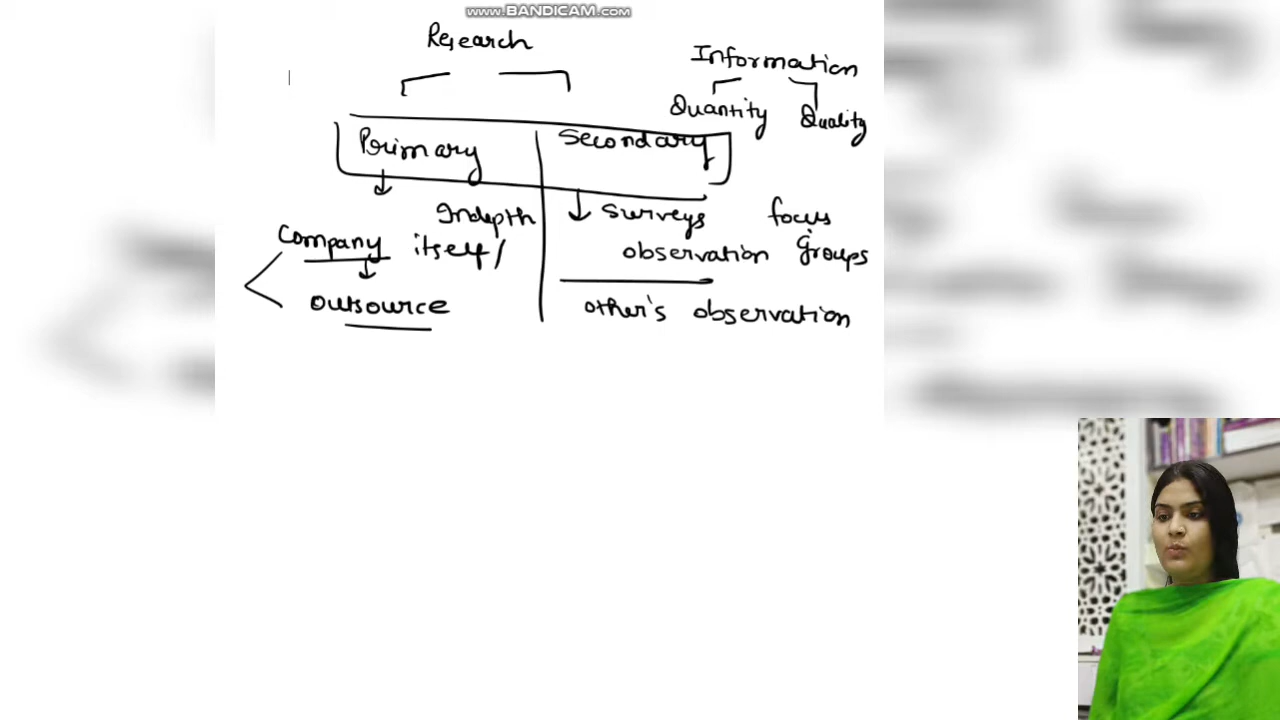 www.BANDICAM.com
Research
Information
Quantity Quality
Primary Secondary
Indepth surveys focus
Company itself/ observation groups
outsource other's observation